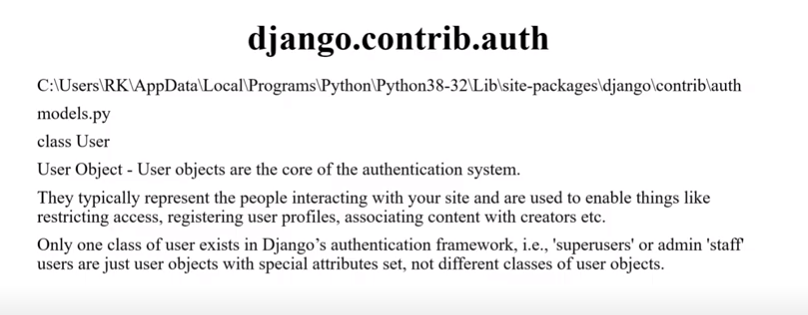 django.contrib.auth
C:\Users\RK\AppData\Local\Programs\Python\Python38-32\Lib\site-packages\django\contrib\auth
models.py
class User
User Object - User objects are the core of the authentication system.
They typically represent the people interacting with your site and are used to enable things like
restricting access, registering user profiles, associating content with creators etc.
Only one class of user exists in Django’s authentication framework, i.e., 'superusers' or admin 'staff'
users are just user objects with special attributes set, not different classes of user objects.